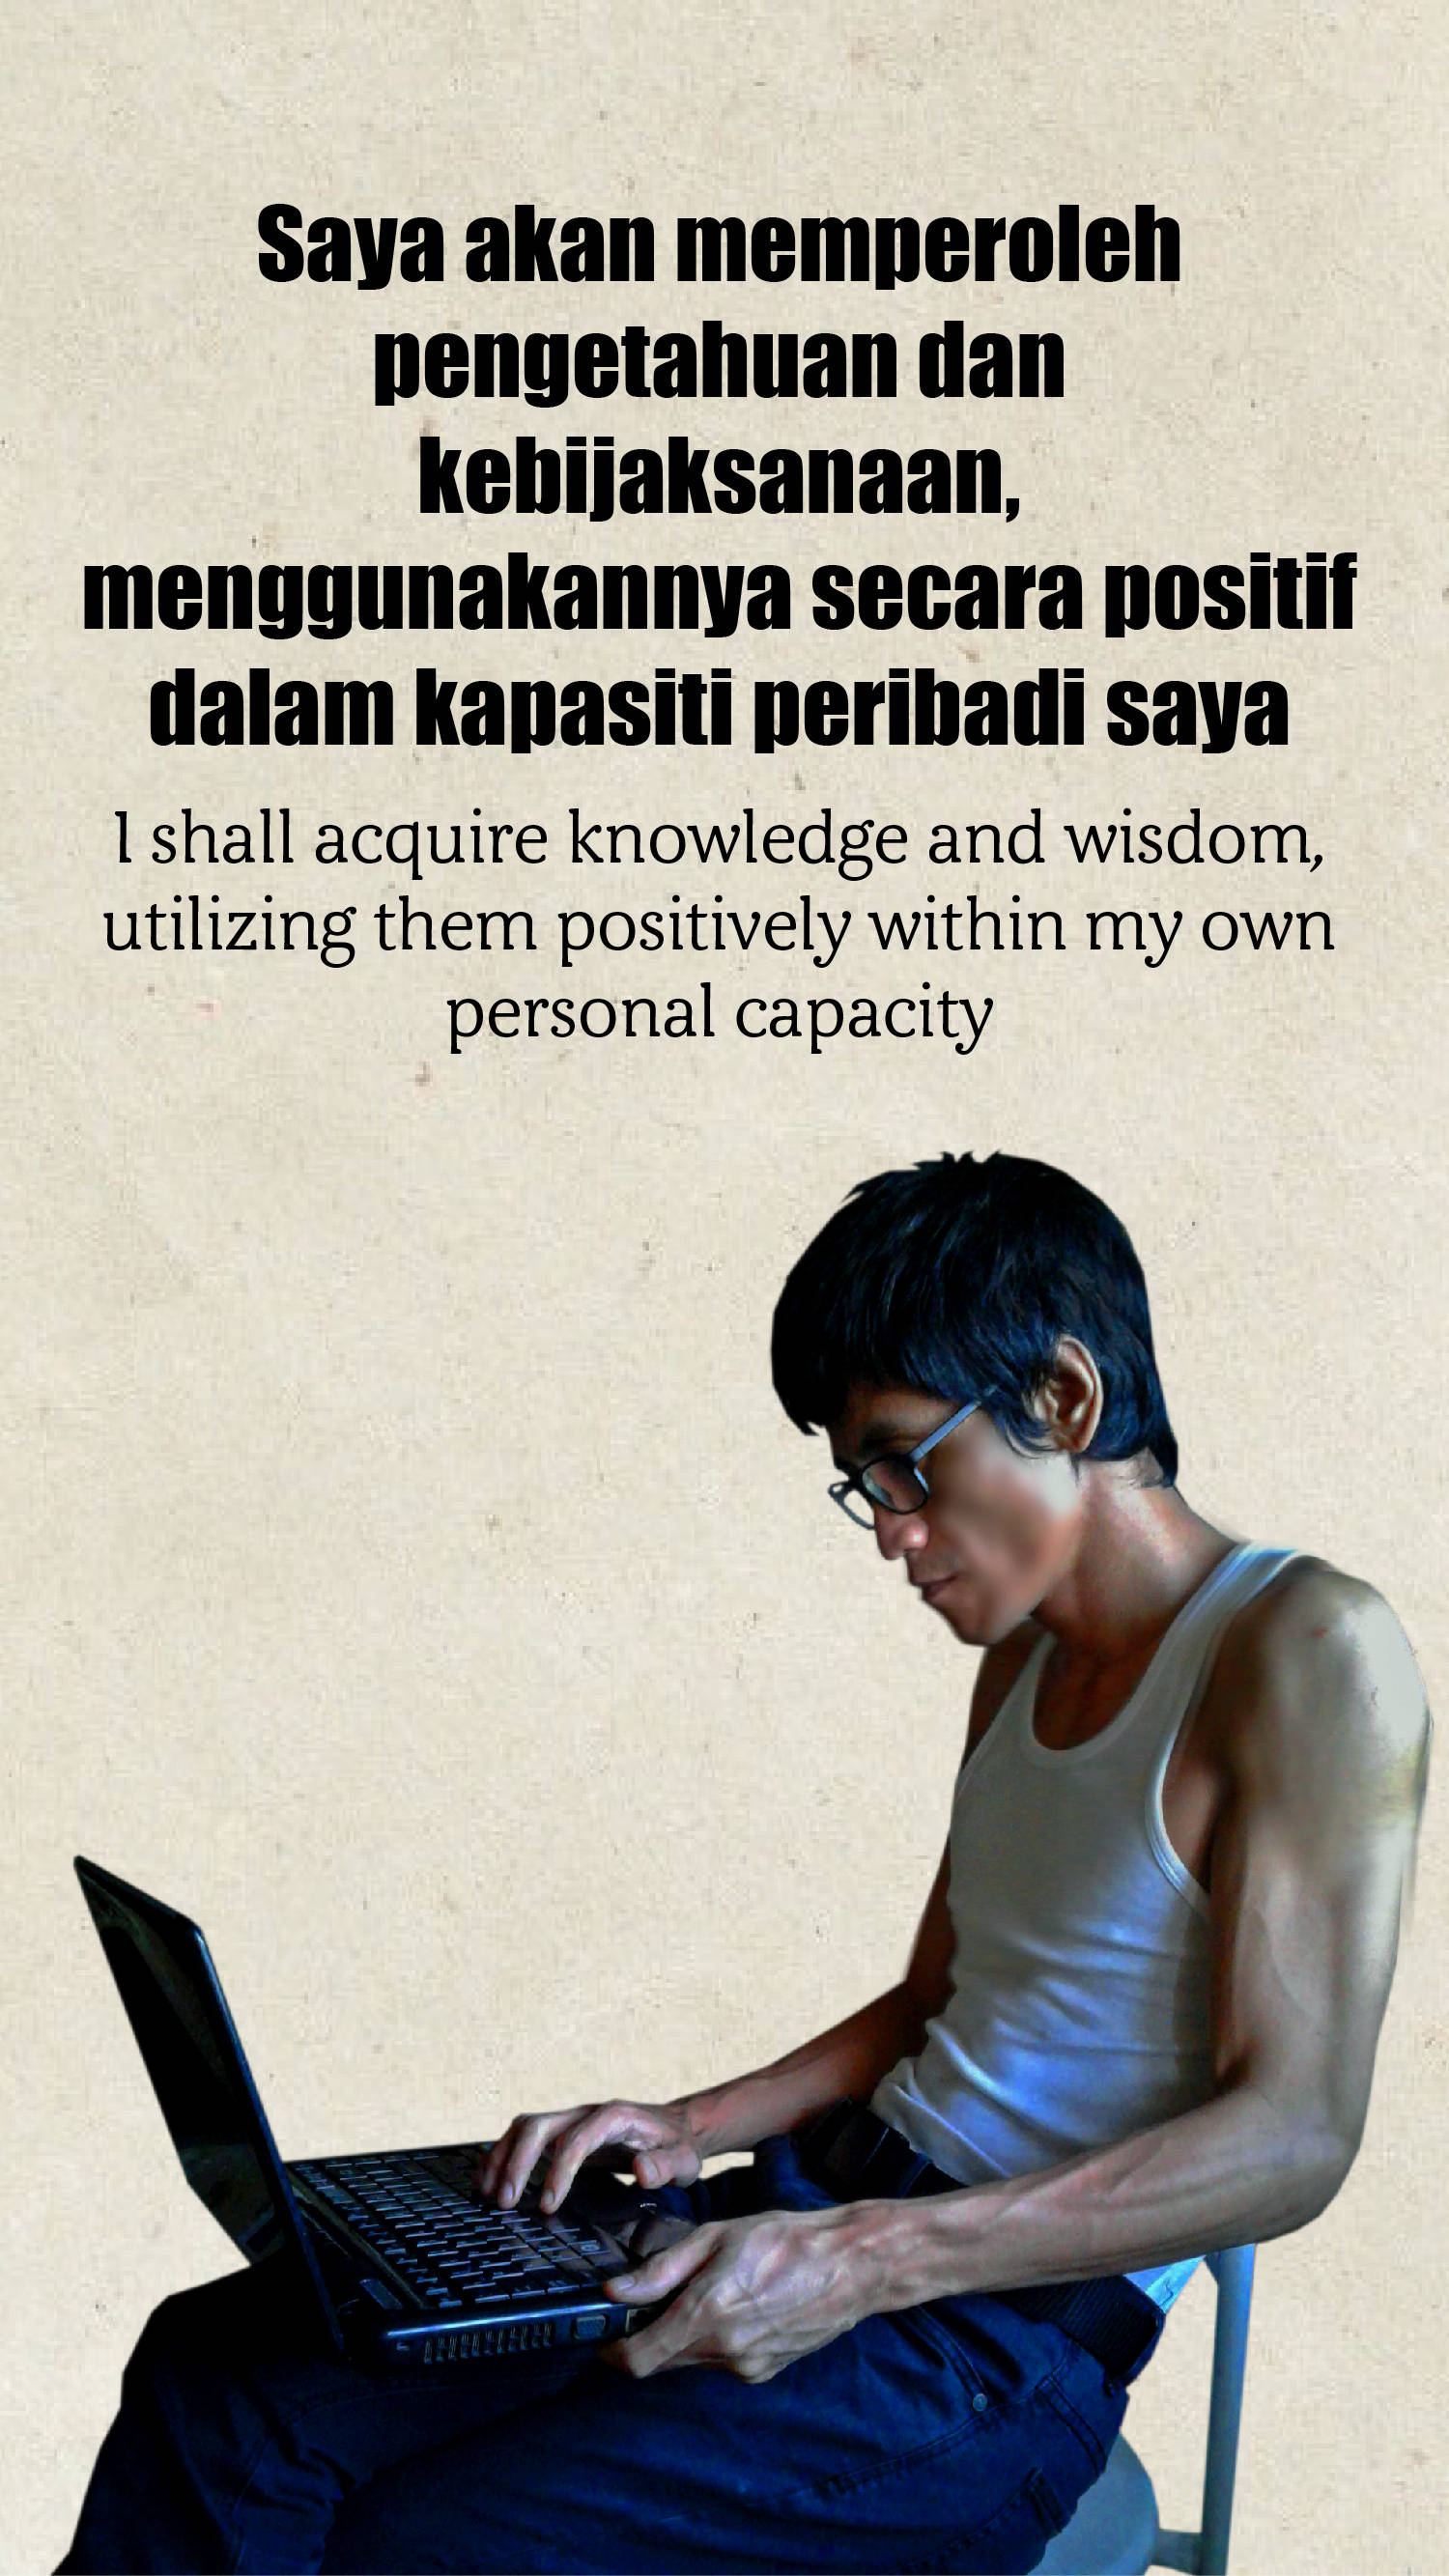 Saya akan memperoleh
pengetahuan dan
kebijaksanaan,
menggunakannya secara positif
dalam kapasiti peribadi saya
I shall acquire knowledge and wisdom,
utilizing them positively within my own
personal capacity